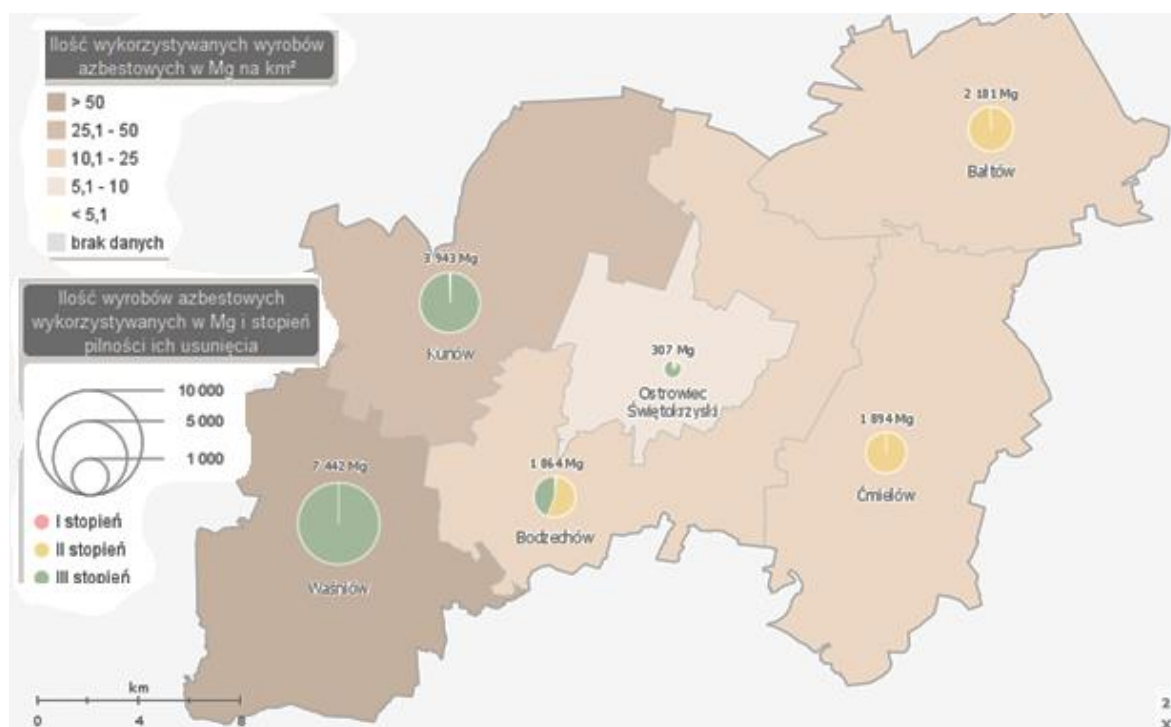 Ilość wykorzystywanych wyrobów
azbestowych w Mg na km²
> 50
25,1 - 50
10,1 - 25
5,1 - 10
< 5,1
brak danych
Ilość wyrobów azbestowych
wykorzystywanych w Mg i stopień
pilności ich usunięcia
10 000
5 000
1 000
I stopień
II stopień
III stopień
2 181 Mg
Bałtów
3 943 Mg
Kunów
307 Mg
Ostrowiec
Świętokrzyski
1 894 Mg
Ćmielów
1 864 Mg
Bodzechów
7 442 Mg
Waśniów
km
0 4 8
2